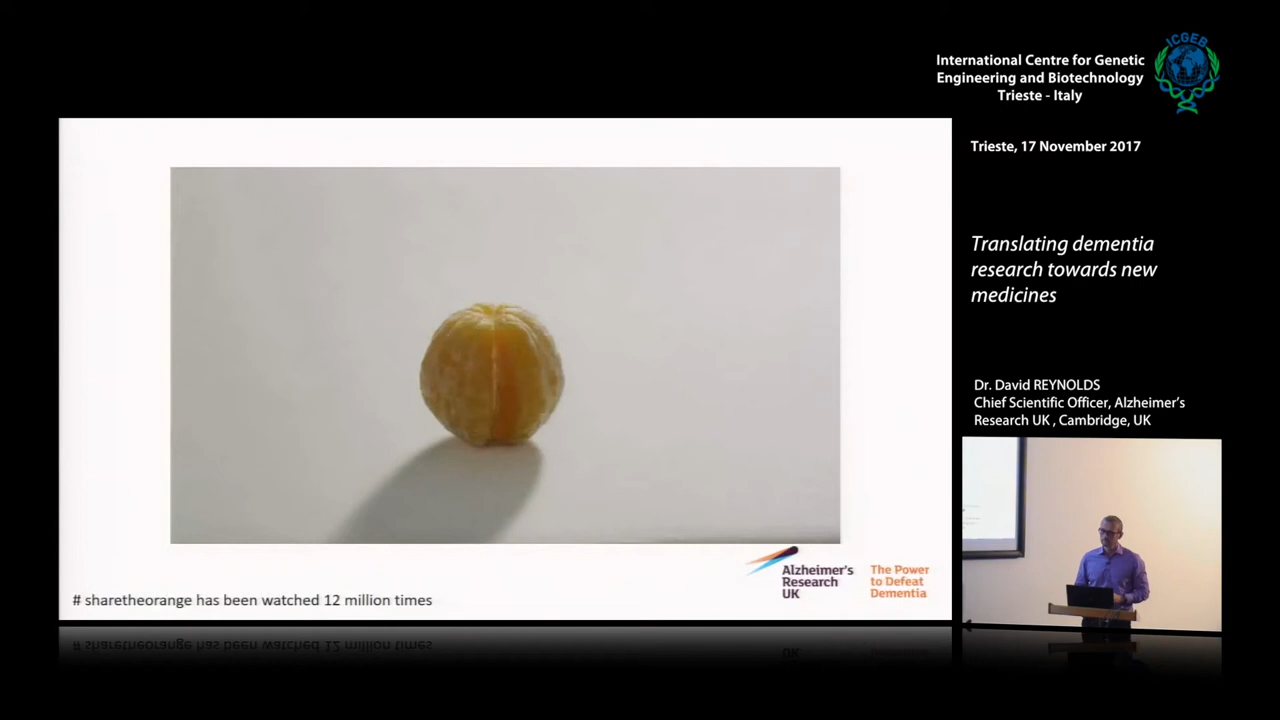 ICGEB
International Centre for Genetic
Engineering and Biotechnology
Trieste - Italy
Trieste, 17 November 2017
Translating dementia
research towards new
medicines
Dr. David REYNOLDS
Chief Scientific Officer, Alzheimer's
Research UK , Cambridge, UK
Alzheimer's
Research
UK
The Power
to Defeat
Dementia
# sharetheorange has been watched 12 million times